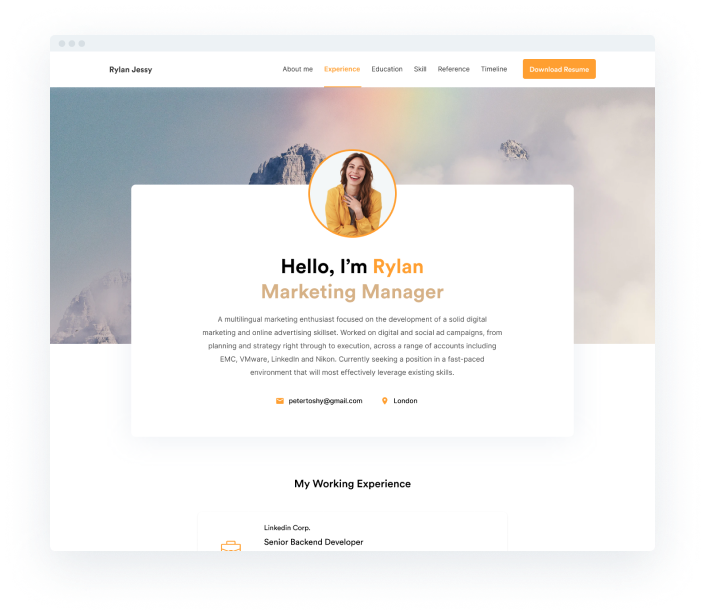 Rylan Jessy
About me Experience Education Skill Reference Timeline Download Resume
Hello, I’m Rylan
Marketing Manager
A multilingual marketing enthusiast focused on the development of a solid digital
marketing and online advertising skillset. Worked on digital and social ad campaigns, from
planning and strategy right through to execution, across a range of accounts including
EMC, VMware, LinkedIn and Nikon. Currently seeking a position in a fast-paced
environment that will most effectively leverage existing skills.
petertoshy@gmail.com London
My Working Experience
Linkedin Corp.
Senior Backend Developer